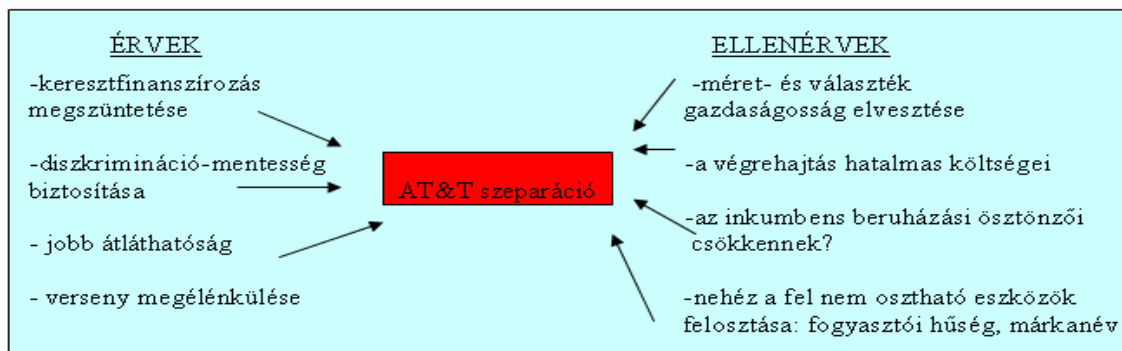 ÉRVEK
-keresztfinanszírozás
megszüntetése
-diszkrimináció-mentesség
biztosítása
- jobb átláthatóság
- verseny megélénkülése
AT&T szeparáció
ELLENÉRVEK
-méret- és választék
gazdaságosság elvesztése
-a végrehajtás hatalmas költségei
-az inkumbens beruházási ösztönzői
csökkennek?
-nehéz a fel nem osztható eszközök
felosztása: fogyasztói hűség, márkanév